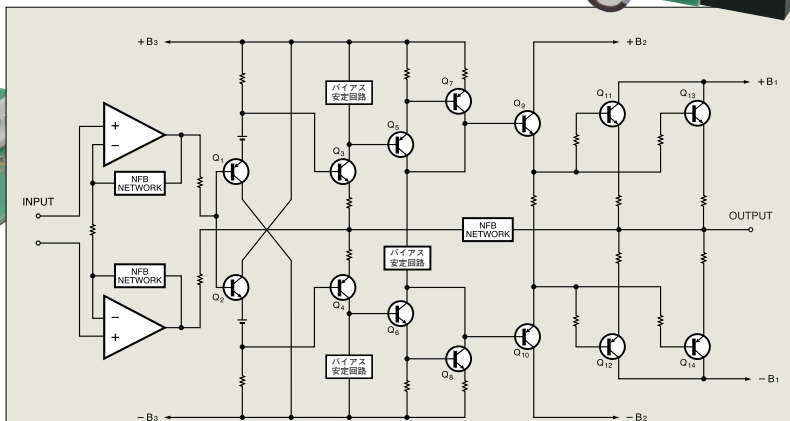 +B3
+B2
+B1
Q7
Q11
Q13
Q9
バイアス
安定回路
Q5
Q3
Q1
+
−
NFB
NETWORK
INPUT
NFB
NETWORK
OUTPUT
バイアス
安定回路
NFB
NETWORK
Q2
Q4
Q6
−
+
Q10
Q12
Q14
バイアス
安定回路
Q8
−B1
−B3
−B2